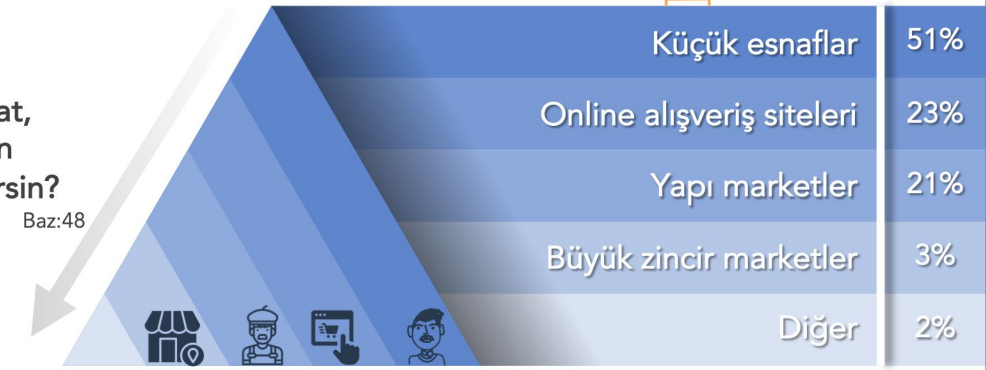 at,
n
rsin?
Baz:48
Küçük esnaflar 51%
Online alışveriş siteleri 23%
Yapı marketler 21%
Büyük zincir marketler 3%
Diğer 2%